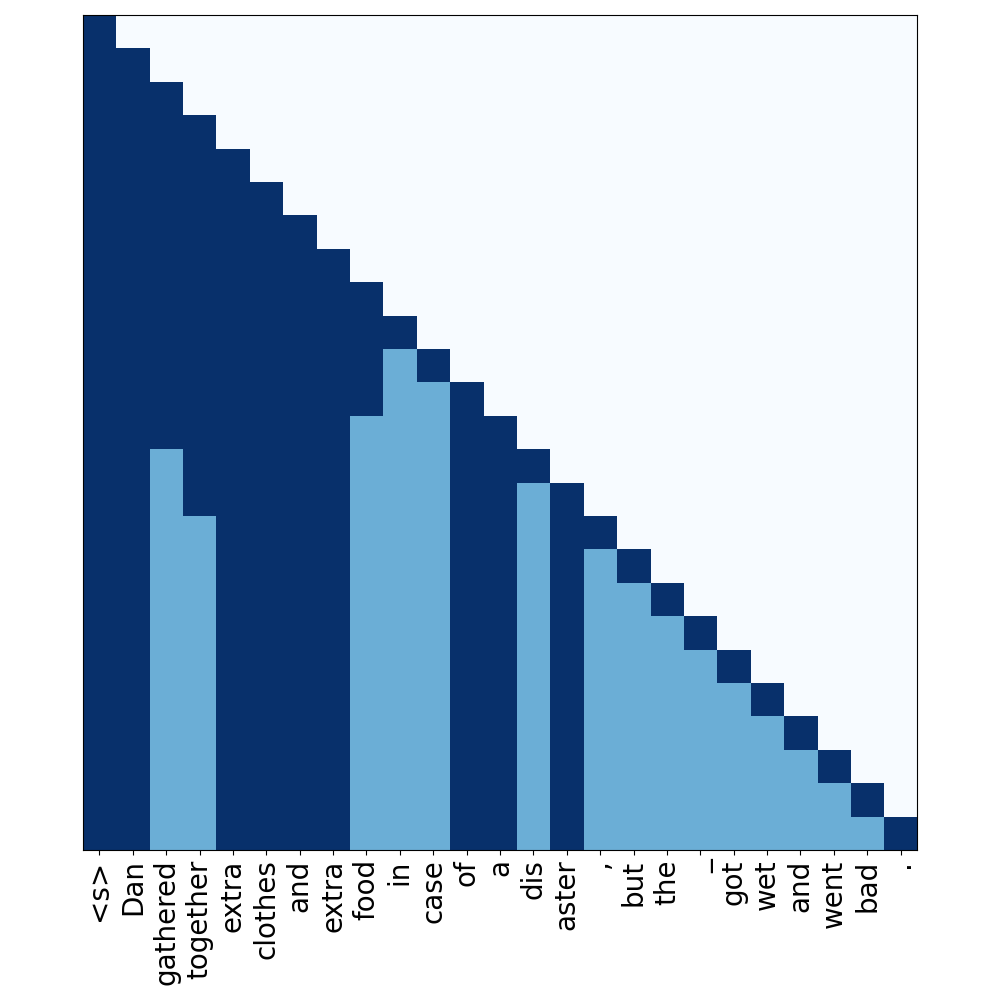 <s> Dan gathered together extra clothes and extra food in case of a dis aster , but the _ got wet and went bad .